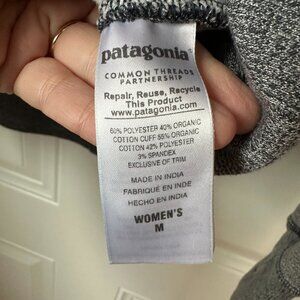 patagonia
COMMON THREADS
PARTNERSHIP
Repair, Reuse, Recycle
This Product
www.patagonia.com
60% POLYESTER 40% ORGANIC
COTTON CUFF 55% ORGANIC
COTTON 42% POLYESTER
3% SPANDEX
EXCLUSIVE OF TRIM
MADE IN INDIA
FABRIQUÉ EN INDE
HECHO EN INDIA
WOMEN'S
M